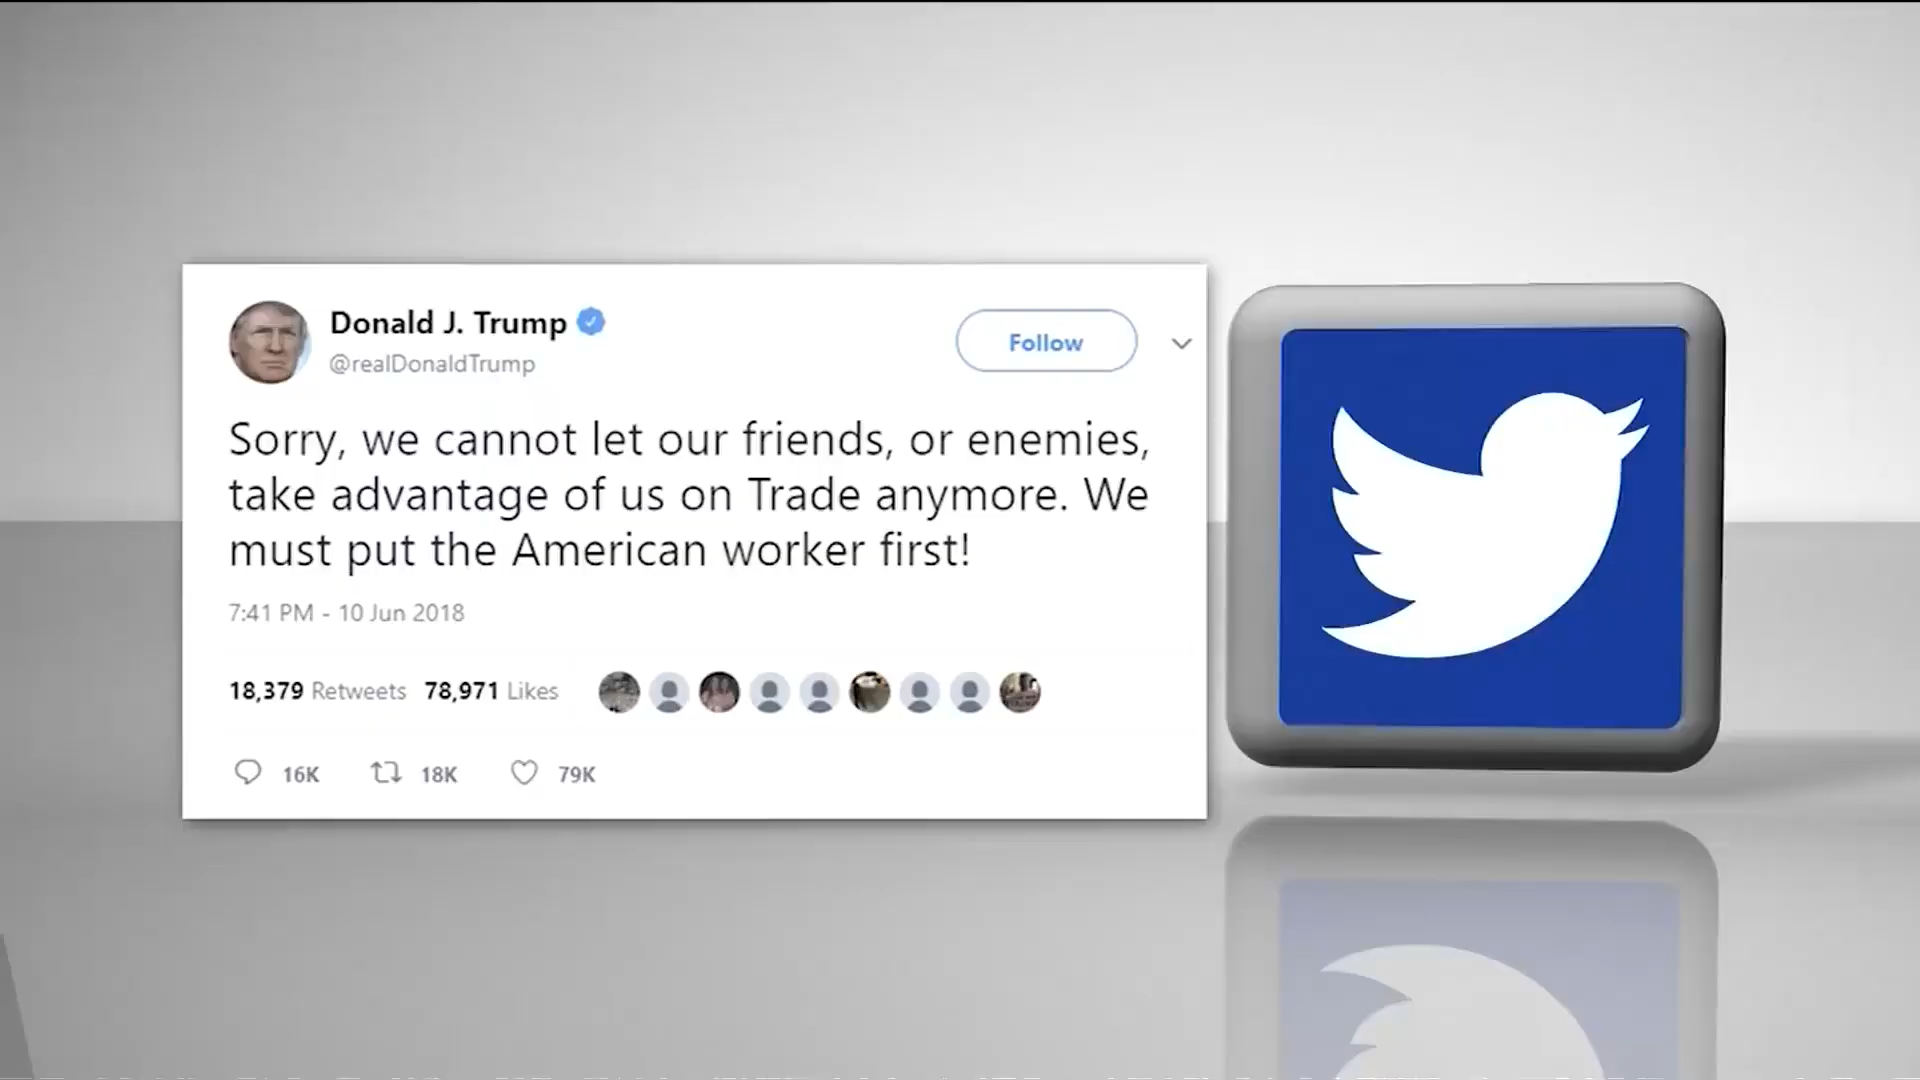 Donald J. Trump
@realDonaldTrump
Follow
Sorry, we cannot let our friends, or enemies,
take advantage of us on Trade anymore. We
must put the American worker first!
7:41 PM - 10 Jun 2018
18,379 Retweets 78,971 Likes
16K 18K 79K